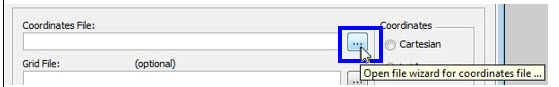 Coordinates File:
Coordinates
...
Cartesian
Grid File: (optional)
...
Open file wizard for coordinates file ...